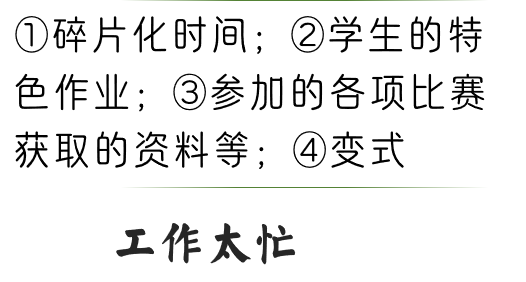 ①碎片化时间；②学生的特
色作业；③参加的各项比赛
获取的资料等；④变式
工作太忙